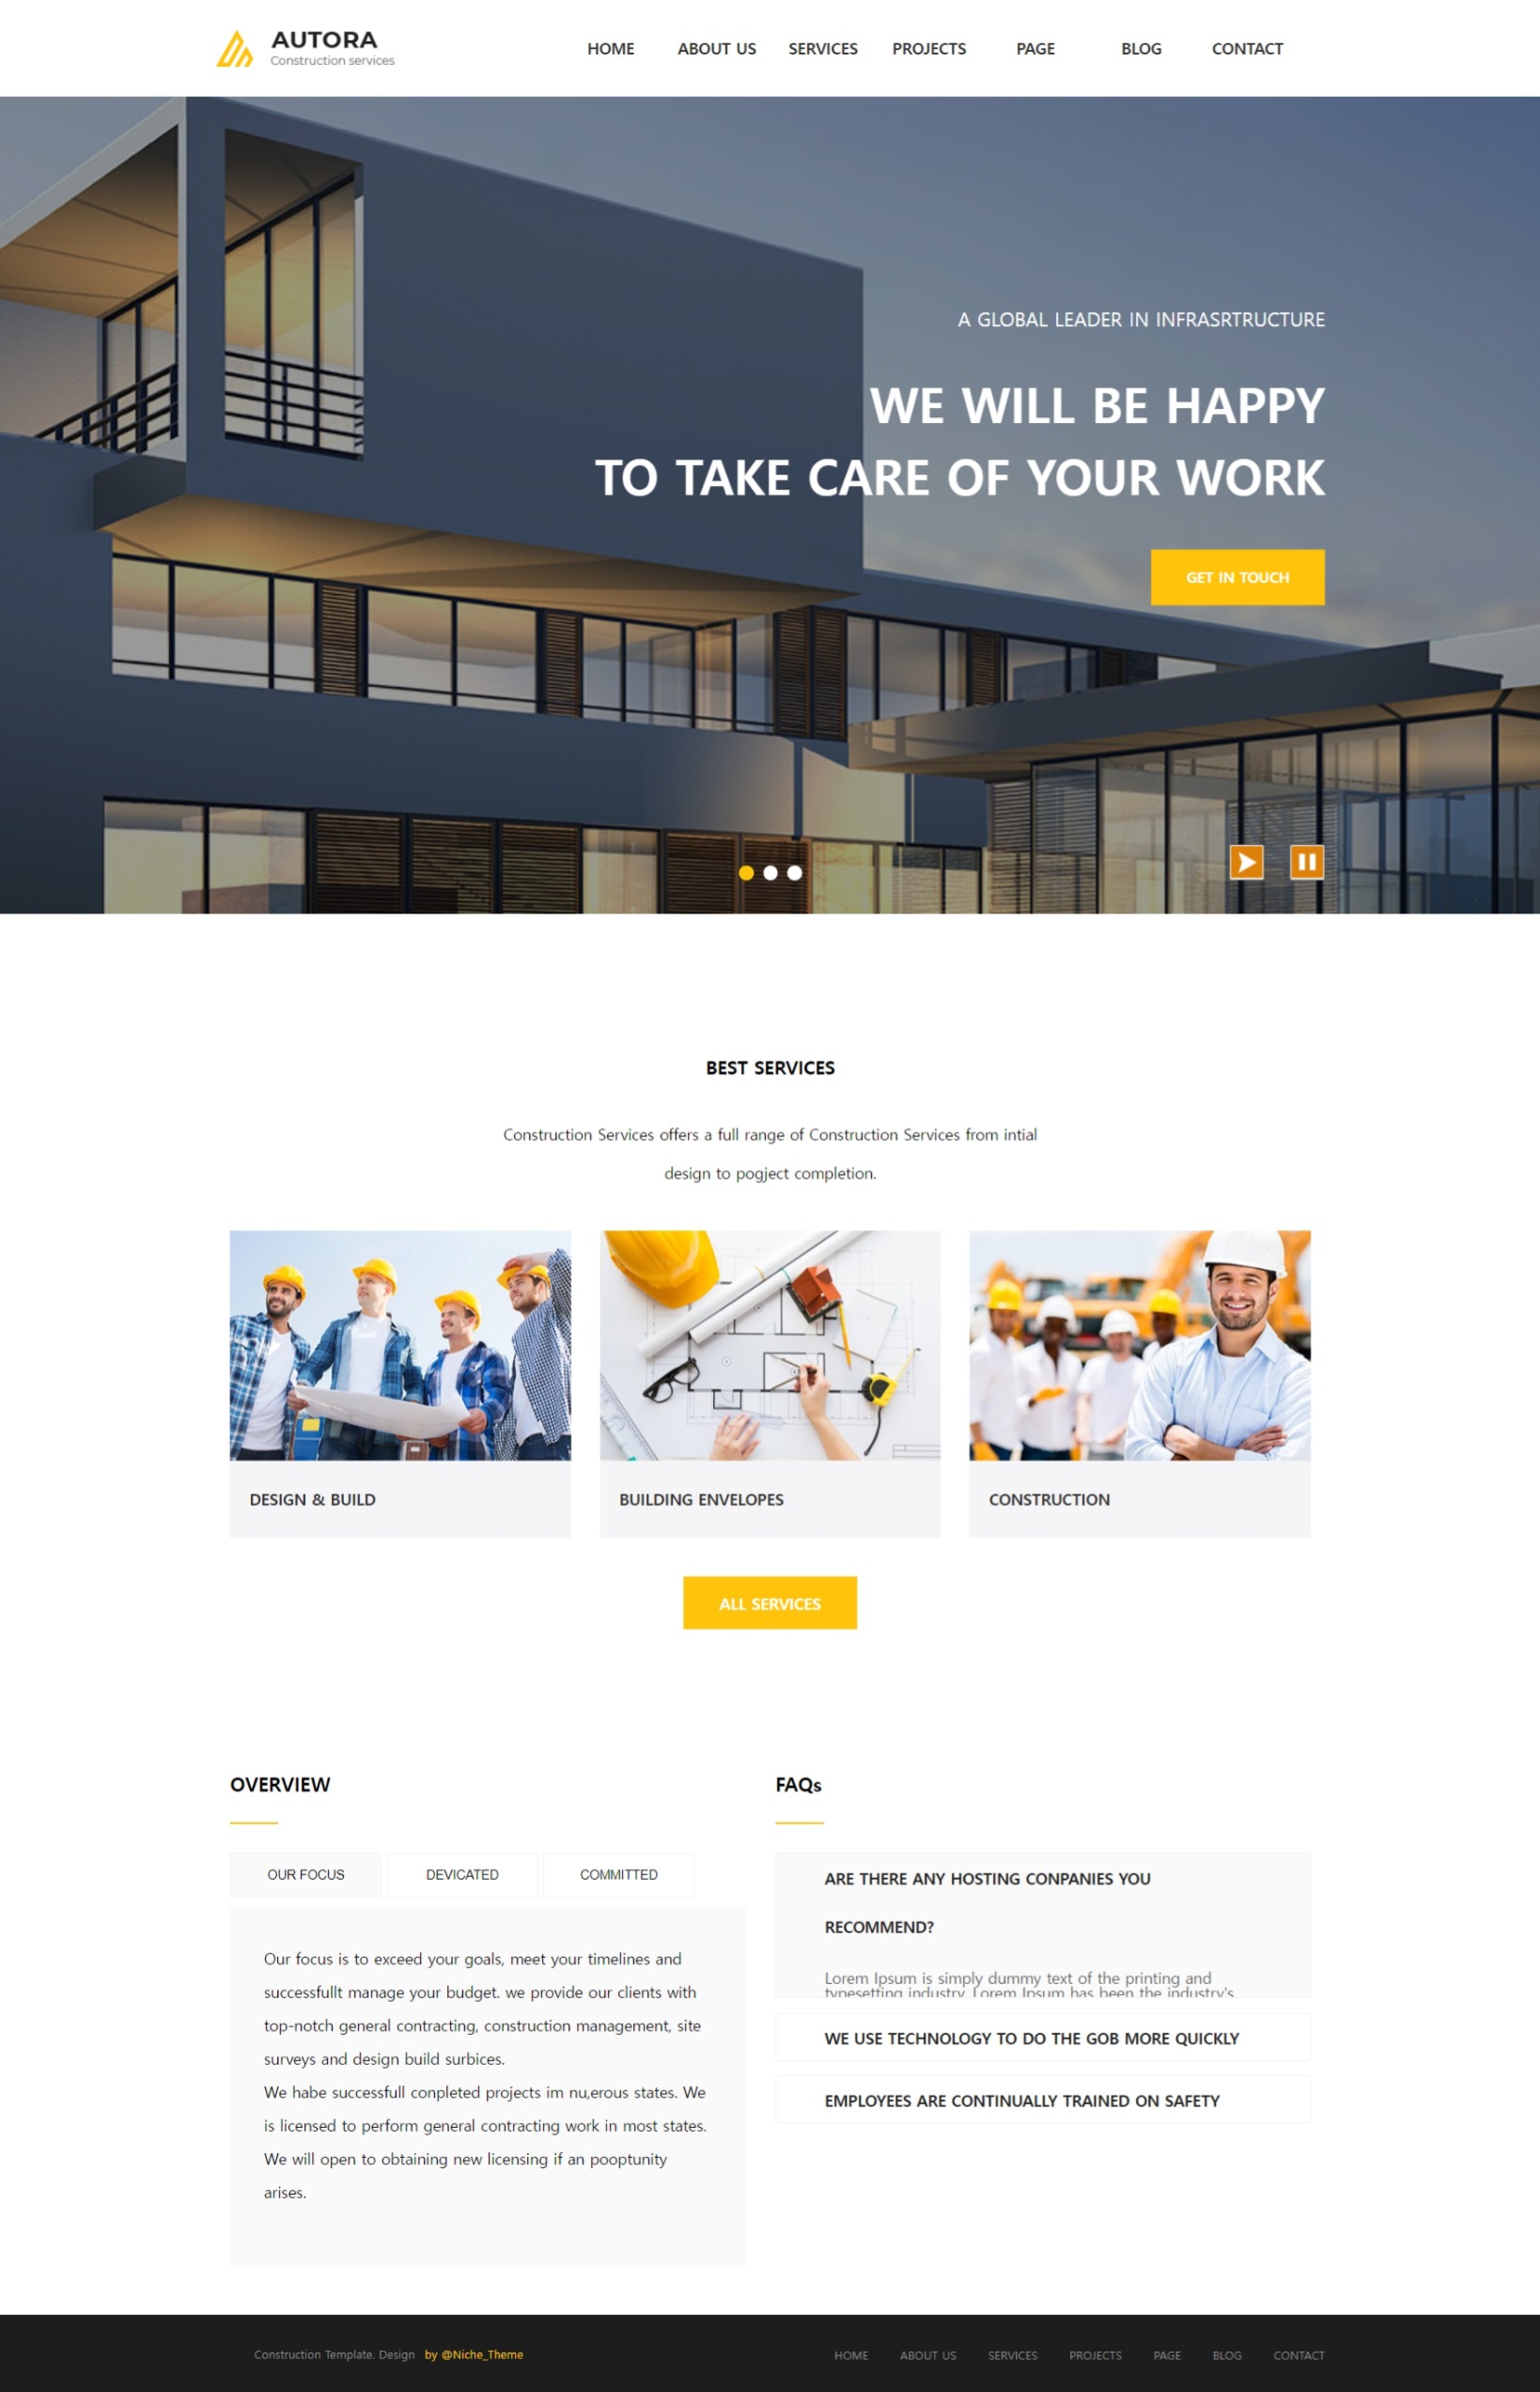 AUTORA
Construction services
HOME ABOUT US SERVICES PROJECTS PAGE BLOG CONTACT
A GLOBAL LEADER IN INFRASRTRUCTURE
WE WILL BE HAPPY
TO TAKE CARE OF YOUR WORK
GET IN TOUCH
BEST SERVICES
Construction Services offers a full range of Construction Services from intial
design to pogject completion.
DESIGN & BUILD
BUILDING ENVELOPES
CONSTRUCTION
ALL SERVICES
OVERVIEW
OUR FOCUS DEVICATED COMMITTED
Our focus is to exceed your goals, meet your timelines and
successfullt manage your budget. we provide our clients with
top-notch general contracting, construction management, site
surveys and design build surbices.
We habe successfull conpleted projects im nu,erous states. We
is licensed to perform general contracting work in most states.
We will open to obtaining new licensing if an pooptunity
arises.
FAQs
ARE THERE ANY HOSTING CONPANIES YOU
RECOMMEND?
Lorem Ipsum is simply dummy text of the printing and
typesetting industry. Lorem Ipsum has been the industry's
WE USE TECHNOLOGY TO DO THE GOB MORE QUICKLY
EMPLOYEES ARE CONTINUALLY TRAINED ON SAFETY
Construction Template. Design by @Niche_Theme
HOME ABOUT US SERVICES PROJECTS PAGE BLOG CONTACT